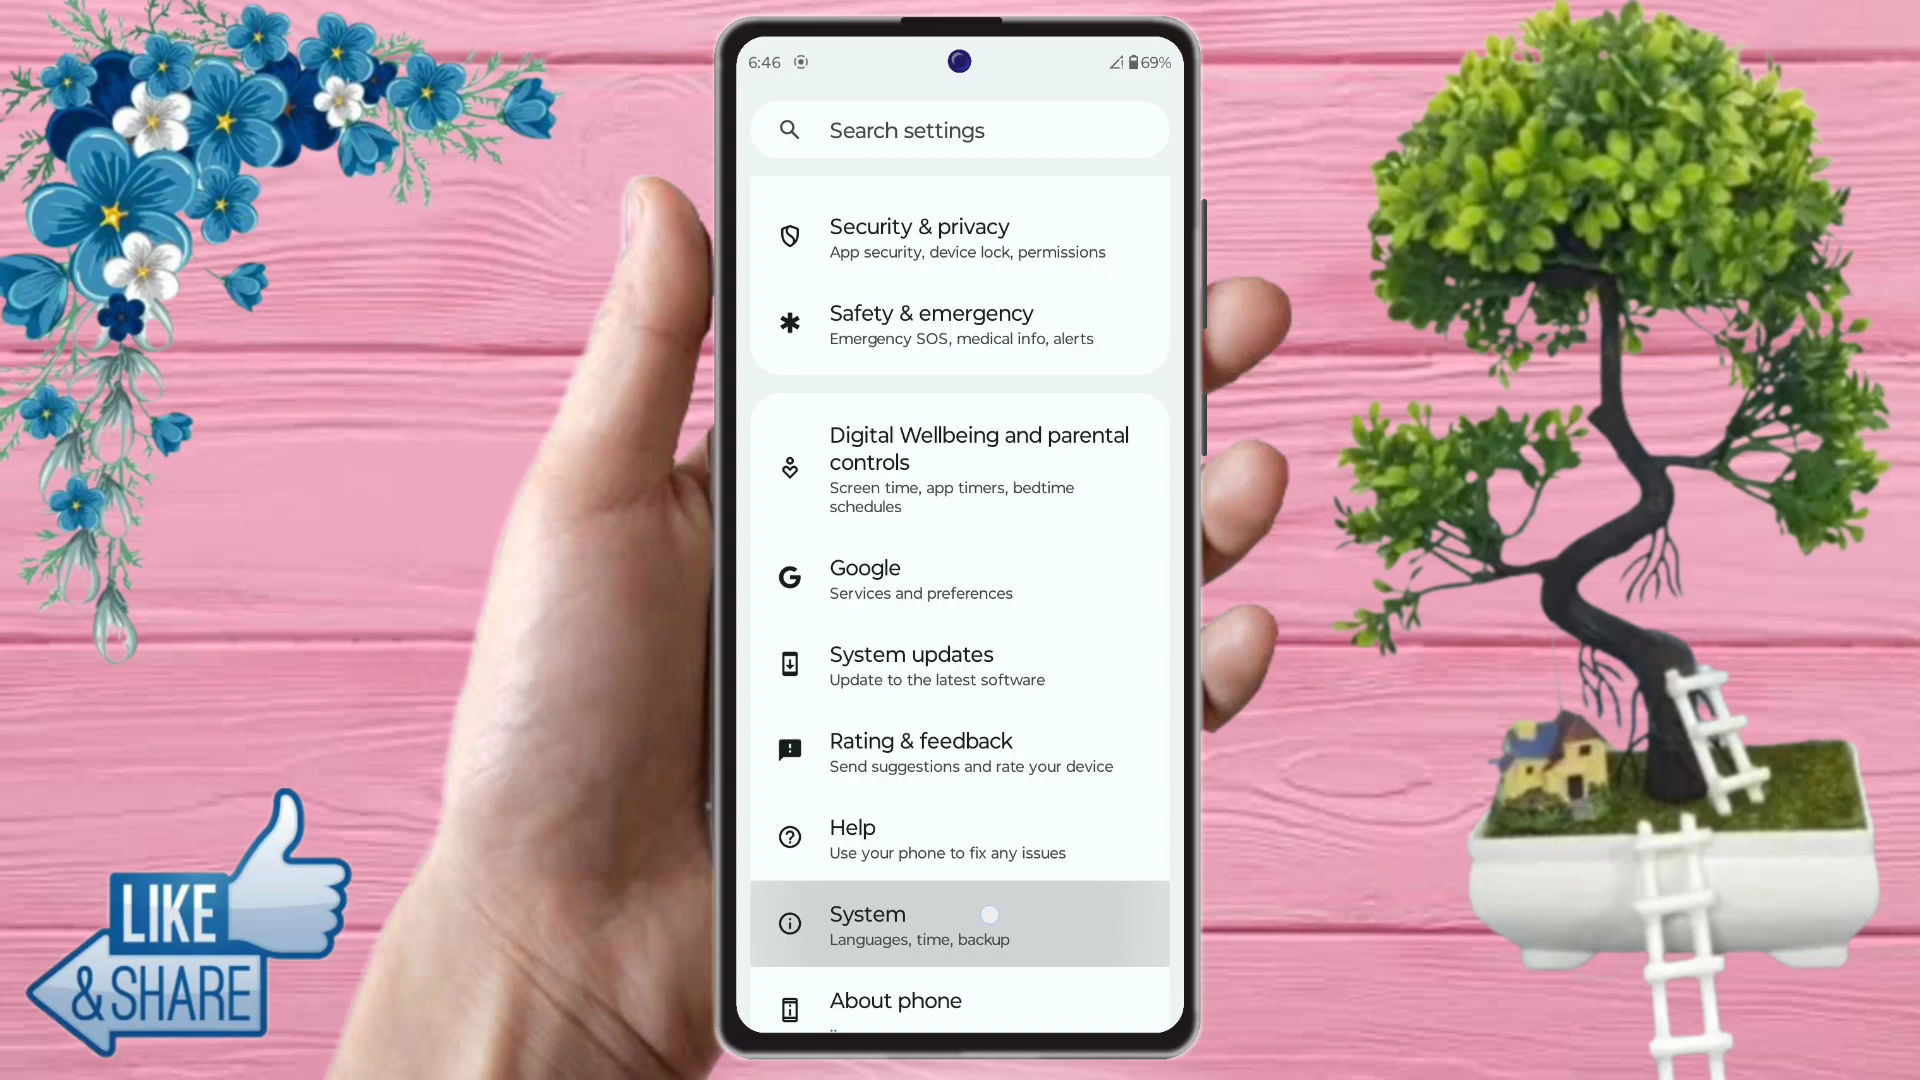 6:46
69%
Search settings
Security & privacy
App security, device lock, permissions
Safety & emergency
Emergency SOS, medical info, alerts
Digital Wellbeing and parental
controls
Screen time, app timers, bedtime
schedules
Google
Services and preferences
System updates
Update to the latest software
Rating & feedback
Send suggestions and rate your device
Help
Use your phone to fix any issues
System
Languages, time, backup
About phone
LIKE
& SHARE